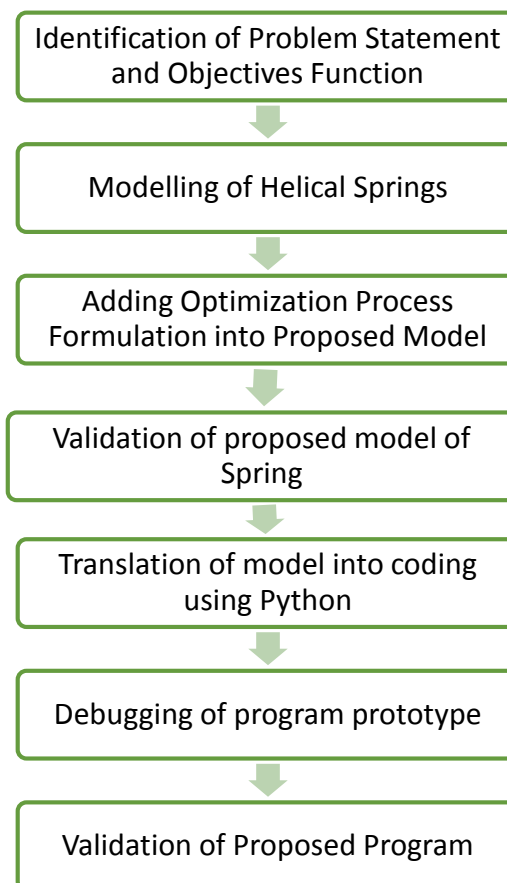 Identification of Problem Statement
and Objectives Function
Modelling of Helical Springs
Adding Optimization Process
Formulation into Proposed Model
Validation of proposed model of
Spring
Translation of model into coding
using Python
Debugging of program prototype
Validation of Proposed Program